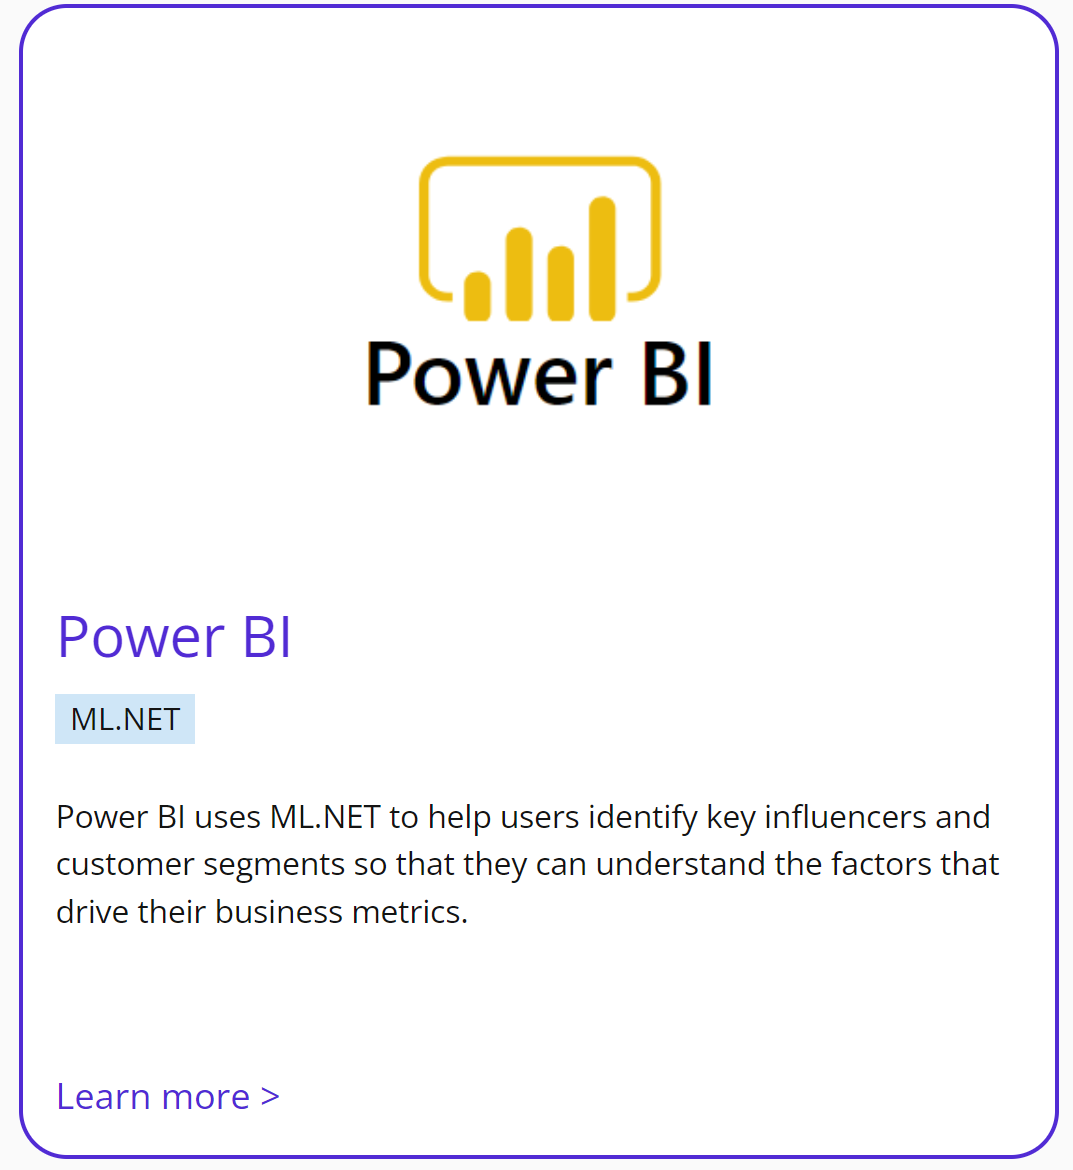 Power BI
Power BI
ML.NET
Power BI uses ML.NET to help users identify key influencers and
customer segments so that they can understand the factors that
drive their business metrics.
Learn more >